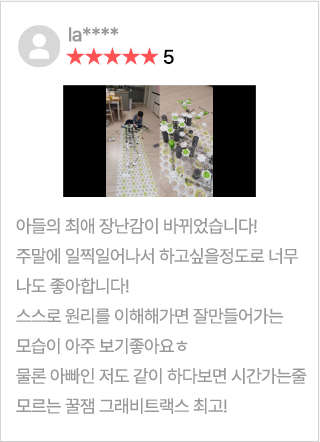 la****
★★★★★ 5
아들의 최애 장난감이 바뀌었습니다!
주말에 일찍일어나서 하고싶을정도로 너무
나도 좋아합니다!
스스로 원리를 이해해가면 잘만들어가는
모습이 아주 보기좋아요ㅎ
물론 아빠인 저도 같이 하다보면 시간가는줄
모르는 꿀잼 그래비트랙스 최고!